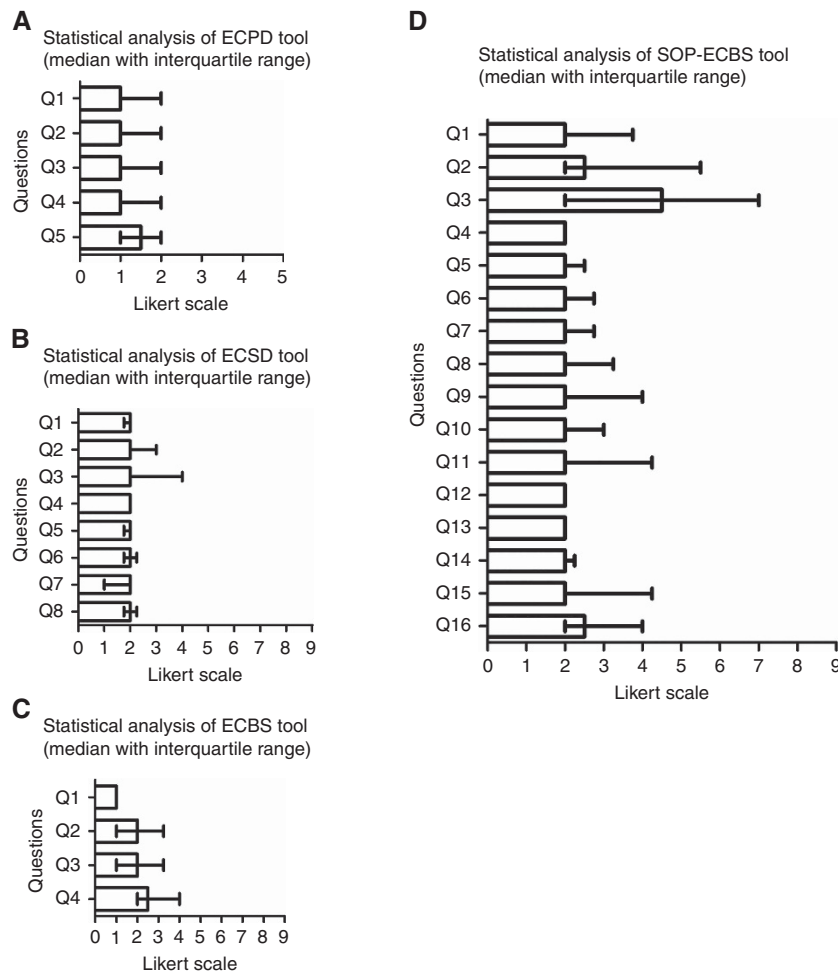 A
Statistical analysis of ECPD tool
(median with interquartile range)
Questions
Q1
Q2
Q3
Q4
Q5
0 1 2 3 4 5
Likert scale
B
Statistical analysis of ECSD tool
(median with interquartile range)
Questions
Q1
Q2
Q3
Q4
Q5
Q6
Q7
Q8
0 1 2 3 4 5 6 7 8 9
Likert scale
C
Statistical analysis of ECBS tool
(median with interquartile range)
Questions
Q1
Q2
Q3
Q4
0 1 2 3 4 5 6 7 8 9
Likert scale
D
Statistical analysis of SOP-ECBS tool
(median with interquartile range)
Questions
Q1
Q2
Q3
Q4
Q5
Q6
Q7
Q8
Q9
Q10
Q11
Q12
Q13
Q14
Q15
Q16
0 1 2 3 4 5 6 7 8 9
Likert scale